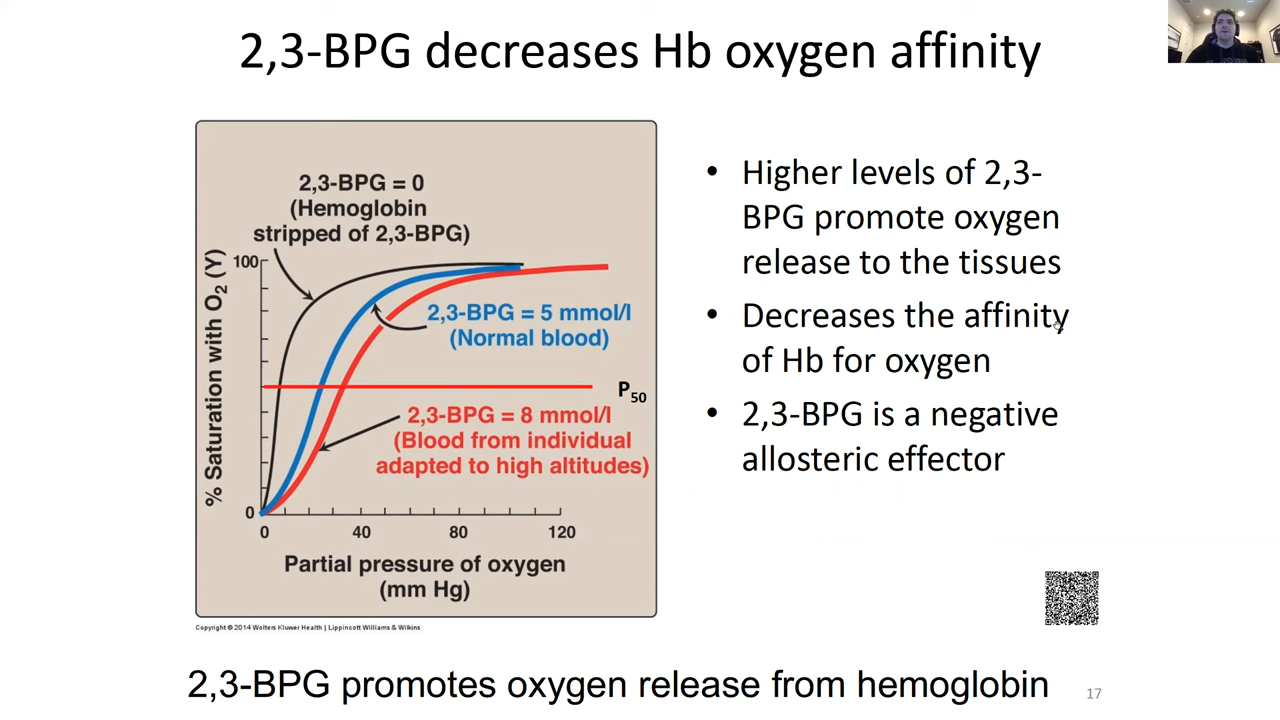 2,3-BPG decreases Hb oxygen affinity
2,3-BPG = 0
(Hemoglobin
stripped of 2,3-BPG)
% Saturation with O₂ (Y)
100
0
2,3-BPG = 5 mmol/l
(Normal blood)
P₅₀
2,3-BPG = 8 mmol/l
(Blood from individual
adapted to high altitudes)
0 40 80 120
Partial pressure of oxygen
(mm Hg)
Copyright © 2014 Wolters Kluwer Health | Lippincott Williams & Wilkins
• Higher levels of 2,3-
BPG promote oxygen
release to the tissues
• Decreases the affinity
of Hb for oxygen
• 2,3-BPG is a negative
allosteric effector
2,3-BPG promotes oxygen release from hemoglobin
17